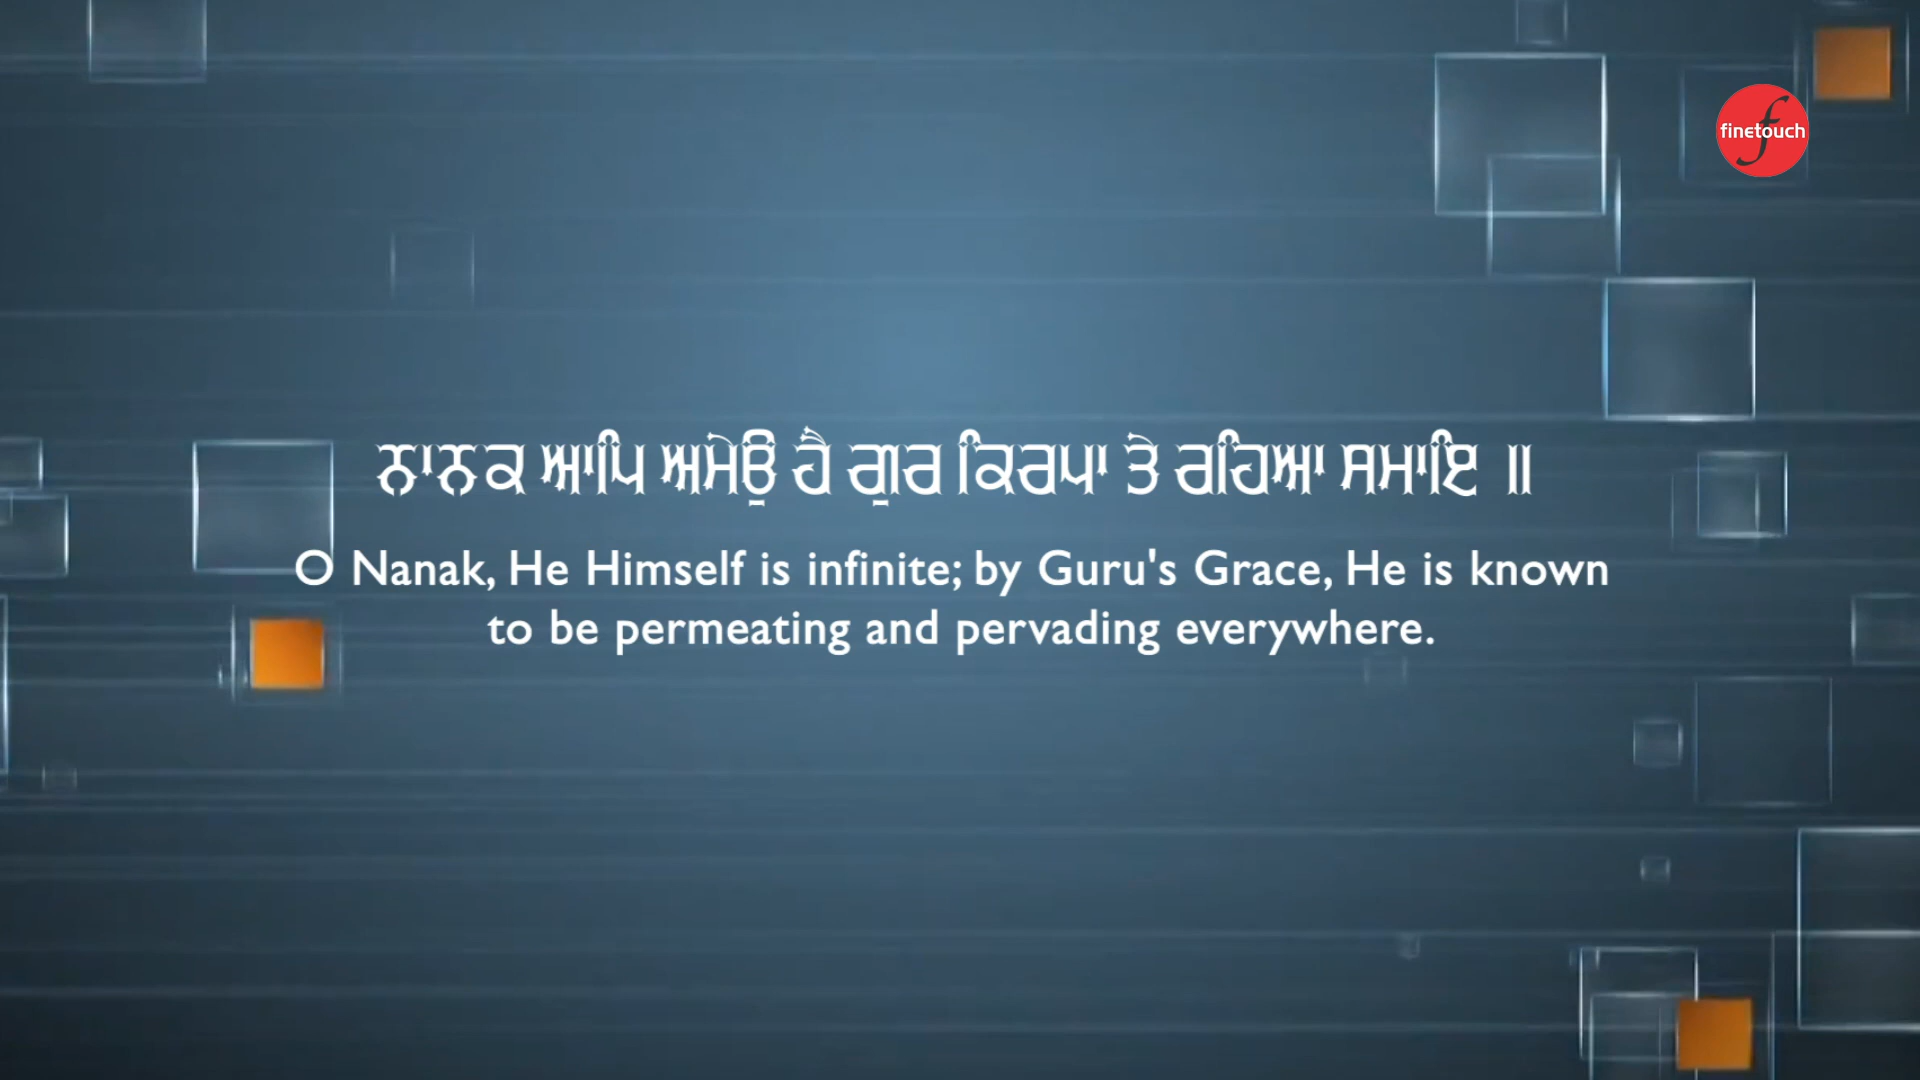 finetouch
ਨਾਨਕ ਆਪਿ ਅਮੇਉ ਹੈ ਗੁਰ ਕਿਰਪਾ ਤੇ ਰਹਿਆ ਸਮਾਇ ॥
O Nanak, He Himself is infinite; by Guru's Grace, He is known
to be permeating and pervading everywhere.